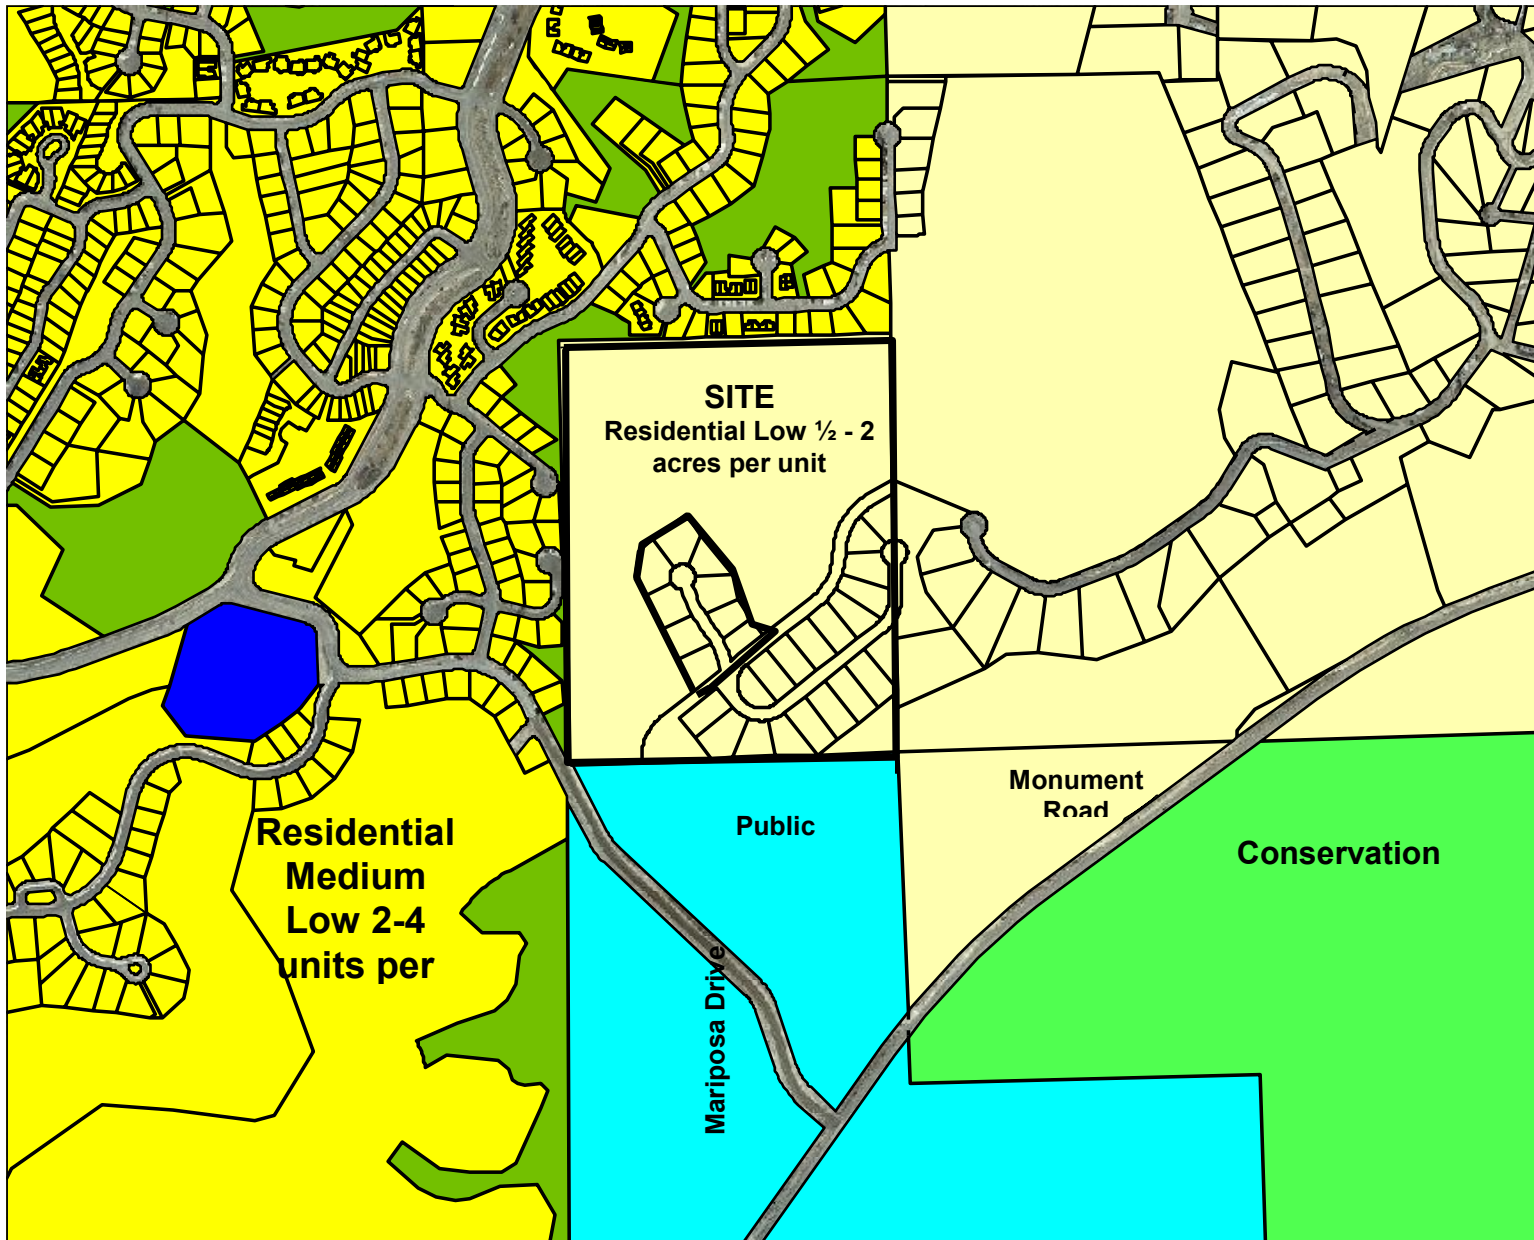 SITE
Residential Low ½ - 2
acres per unit
Monument
Road
Public
Conservation
Residential
Medium
Low 2-4
units per
Mariposa Drive